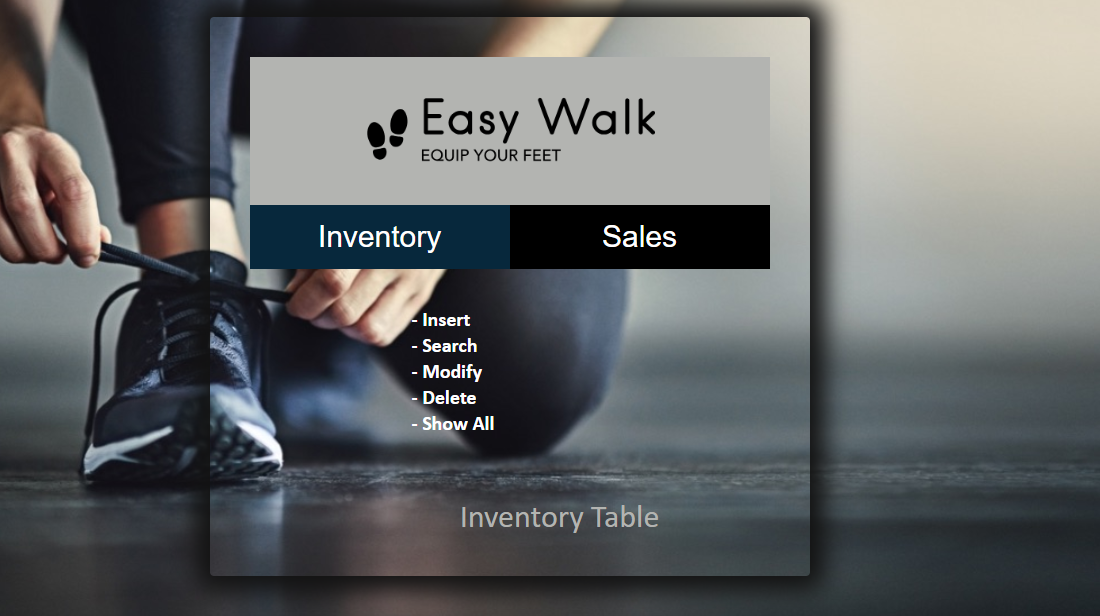 Easy Walk
EQUIP YOUR FEET
Inventory
Sales
- Insert
- Search
- Modify
- Delete
- Show All
Inventory Table